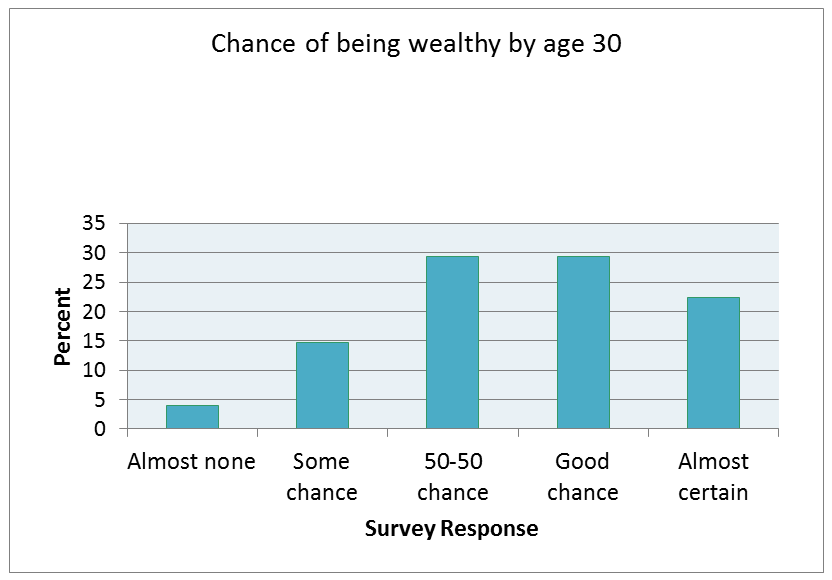 Chance of being wealthy by age 30
35
30
25
20
15
10
5
0
Percent
Almost none
Some
chance
50-50
chance
Good
chance
Almost
certain
Survey Response